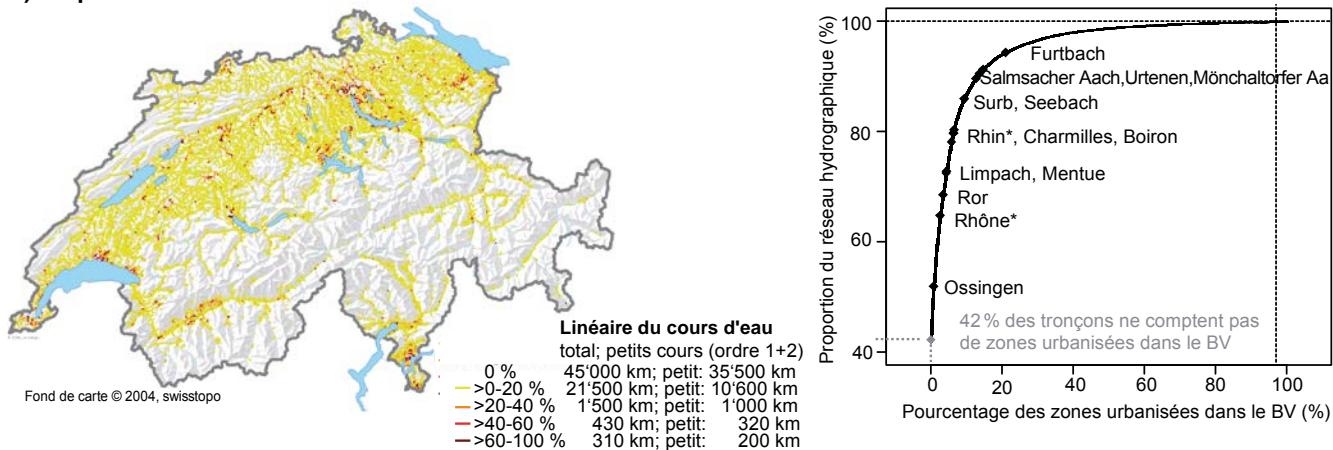 Fond de carte © 2004, swisstopo
Linéaire du cours d'eau
total; petits cours (ordre 1+2)
0 % 45'000 km; petit: 35'500 km
>0-20 % 21'500 km; petit: 10'600 km
>20-40 % 1'500 km; petit: 1'000 km
>40-60 % 430 km; petit: 320 km
>60-100 % 310 km; petit: 200 km
Proportion du réseau hydrographique (%)
100
80
60
40
Furtbach
Salmsacher Aach,Urtenen,Mönchaltorfer Aa
Surb, Seebach
Rhin*, Charmilles, Boiron
Limpach, Mentue
Ror
Rhône*
Ossingen
42 % des tronçons ne comptent pas
de zones urbanisées dans le BV
0 20 40 60 80 100
Pourcentage des zones urbanisées dans le BV (%)